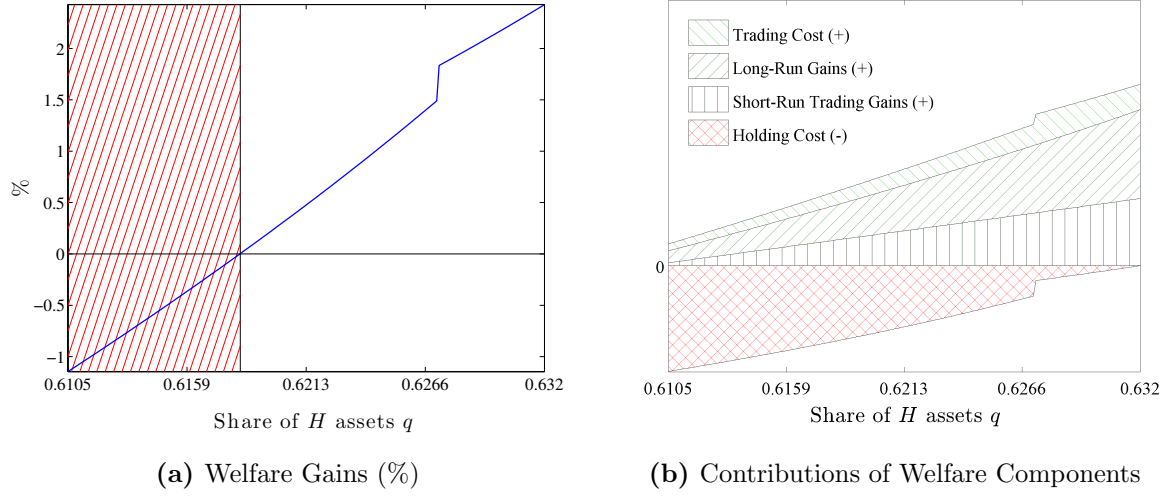 2
1.5
1
0.5
0
−0.5
−1
%
0.6105
0.6159
0.6213
0.6266
0.632
Share of H assets q
(a) Welfare Gains (%)
Trading Cost (+)
Long-Run Gains (+)
Short-Run Trading Gains (+)
Holding Cost (-)
0
0.6105
0.6159
0.6213
0.6266
0.632
Share of H assets q
(b) Contributions of Welfare Components